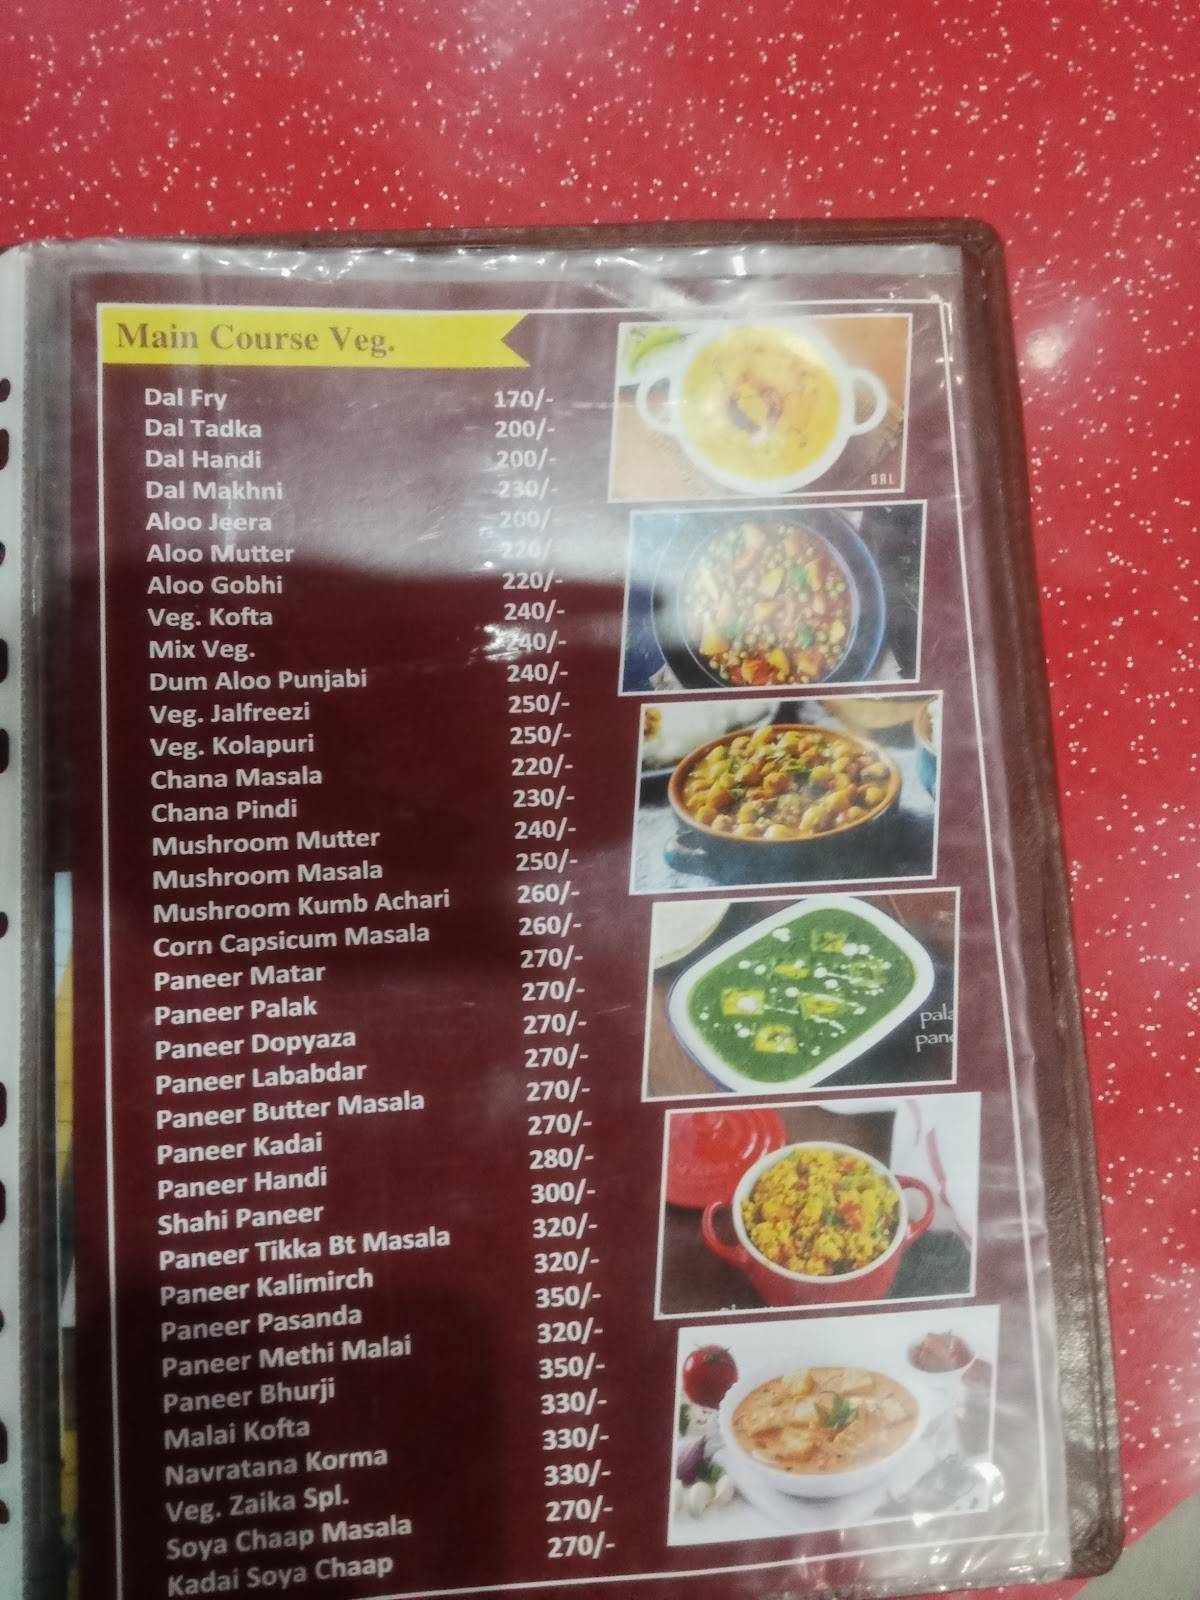 Main Course Veg.
Dal Fry 170/-
Dal Tadka 200/-
Dal Handi 200/-
Dal Makhni 230/-
Aloo Jeera 200/-
Aloo Mutter 220/-
Aloo Gobhi 220/-
Veg. Kofta 240/-
Mix Veg. 240/-
Dum Aloo Punjabi 240/-
Veg. Jalfreezi 250/-
Veg. Kolapuri 250/-
Chana Masala 220/-
Chana Pindi 230/-
Mushroom Mutter 240/-
Mushroom Masala 250/-
Mushroom Kumb Achari 260/-
Corn Capsicum Masala 260/-
Paneer Matar 270/-
Paneer Palak 270/-
Paneer Dopyaza 270/-
Paneer Lababdar 270/-
Paneer Butter Masala 270/-
Paneer Kadai 270/-
Paneer Handi 280/-
Shahi Paneer 300/-
Paneer Tikka Bt Masala 320/-
Paneer Kalimirch 320/-
Paneer Pasanda 350/-
Paneer Methi Malai 320/-
Paneer Bhurji 350/-
Malai Kofta 330/-
Navratana Korma 330/-
Veg. Zaika Spl. 330/-
Soya Chaap Masala 270/-
Kadai Soya Chaap 270/-
DAL
pala
pane